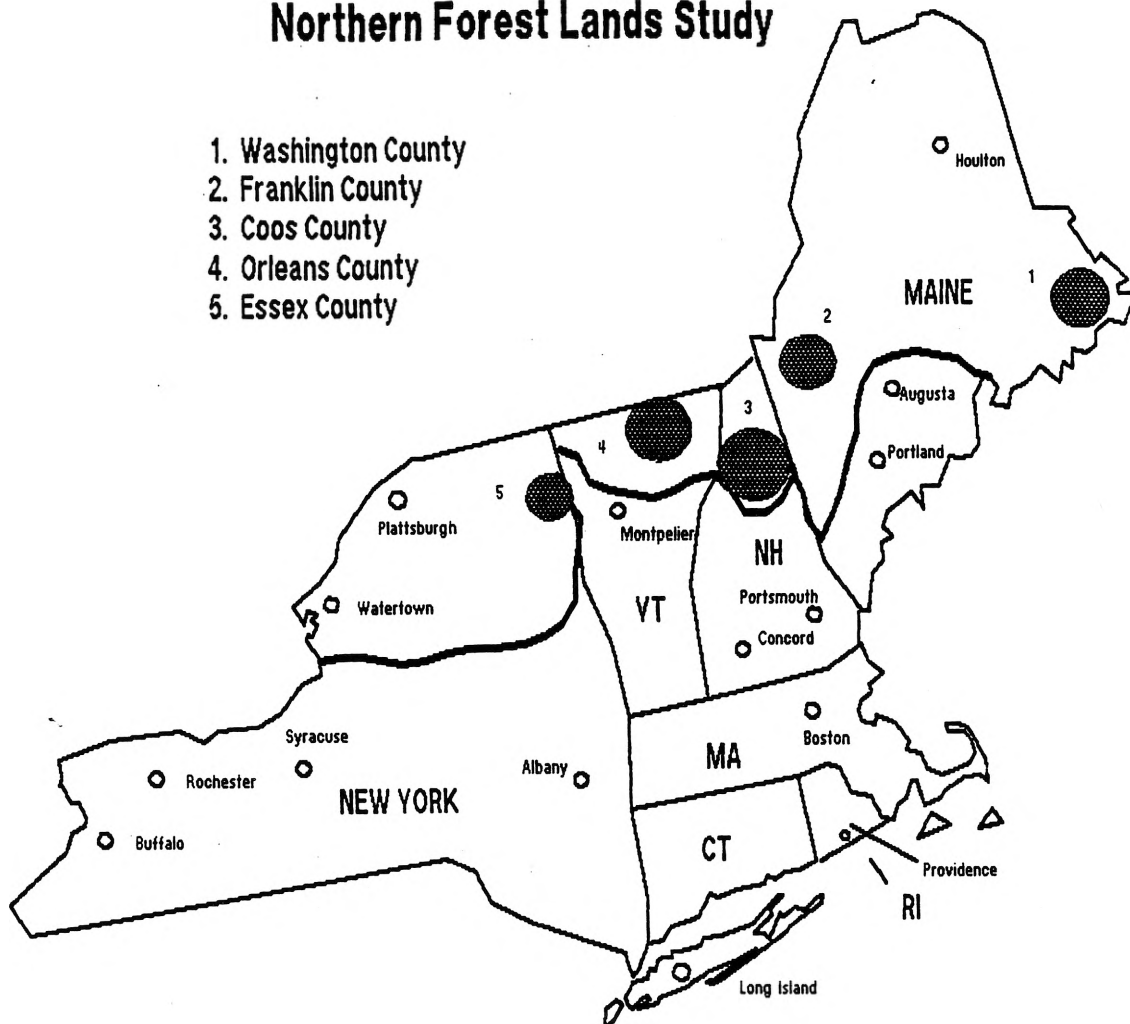 Northern Forest Lands Study
1. Washington County
2. Franklin County
3. Coos County
4. Orleans County
5. Essex County
Houlton
MAINE
1
2
Augusta
3
4
Portland
5
Plattsburgh
Montpelier
NH
Watertown
VT
Portsmouth
Concord
Syracuse
Boston
MA
Albany
Rochester
NEW YORK
Buffalo
CT
Providence
RI
Long Island